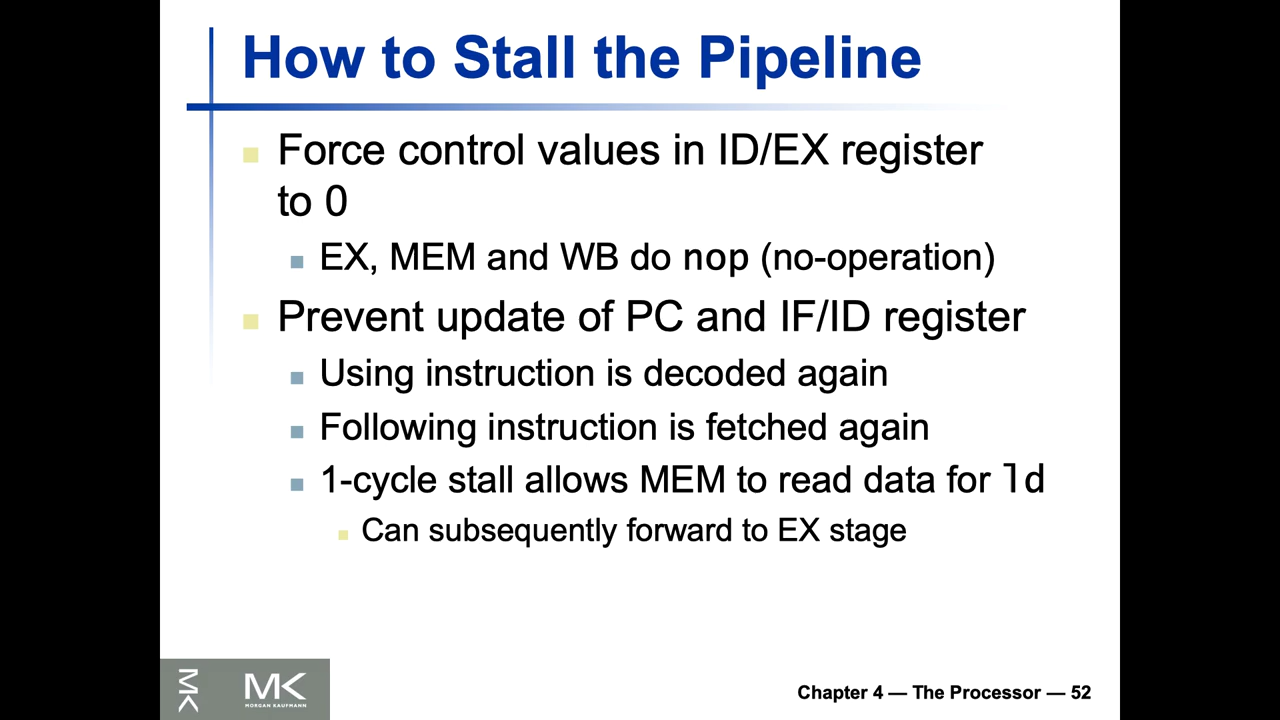 How to Stall the Pipeline
Force control values in ID/EX register
to 0
EX, MEM and WB do nop (no-operation)
Prevent update of PC and IF/ID register
Using instruction is decoded again
Following instruction is fetched again
1-cycle stall allows MEM to read data for ld
Can subsequently forward to EX stage
MK
MK
MORGAN KAUFMANN
Chapter 4 — The Processor — 52